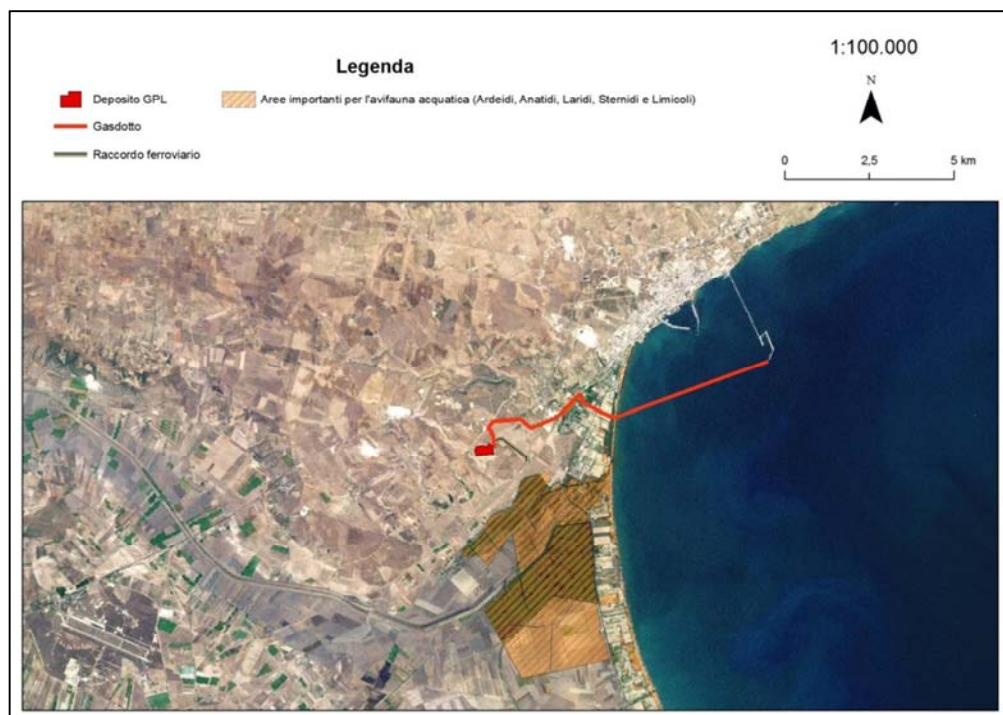 1:100.000
Legenda
N
Deposito GPL
Aree importanti per l'avifauna acquatica (Ardeidi, Anatidi, Laridi, Sternidi e Limicoli)
Gasdotto
Raccordo ferroviario
0 2,5 5 km